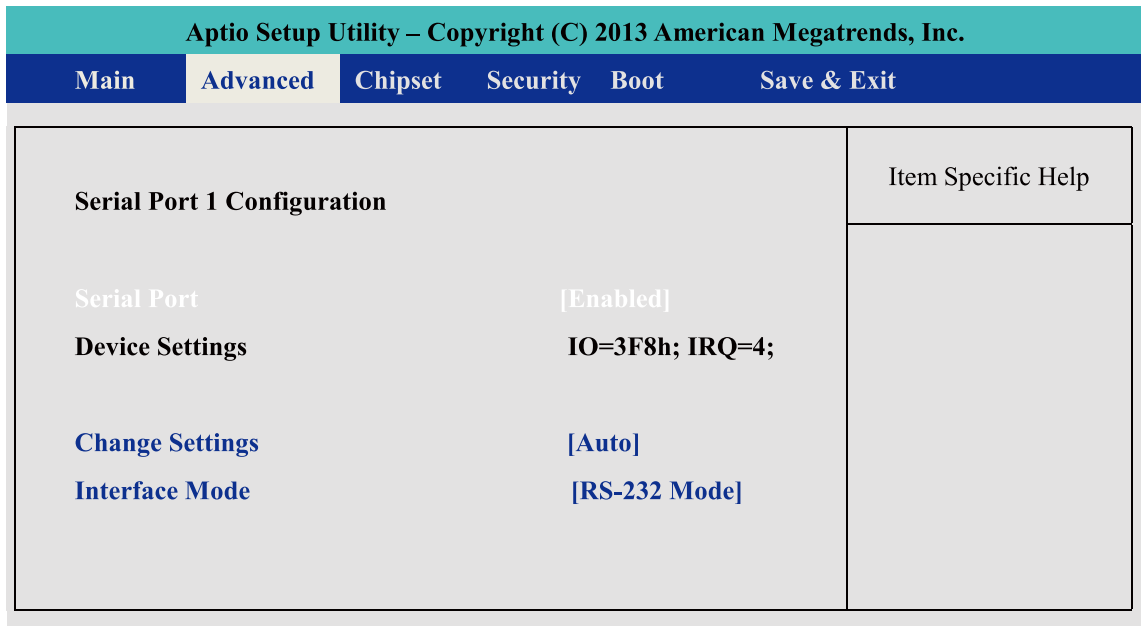 Aptio Setup Utility – Copyright (C) 2013 American Megatrends, Inc.
Main Advanced Chipset Security Boot Save & Exit
Item Specific Help
Serial Port 1 Configuration
Serial Port [Enabled]
Device Settings IO=3F8h; IRQ=4;
Change Settings [Auto]
Interface Mode [RS-232 Mode]